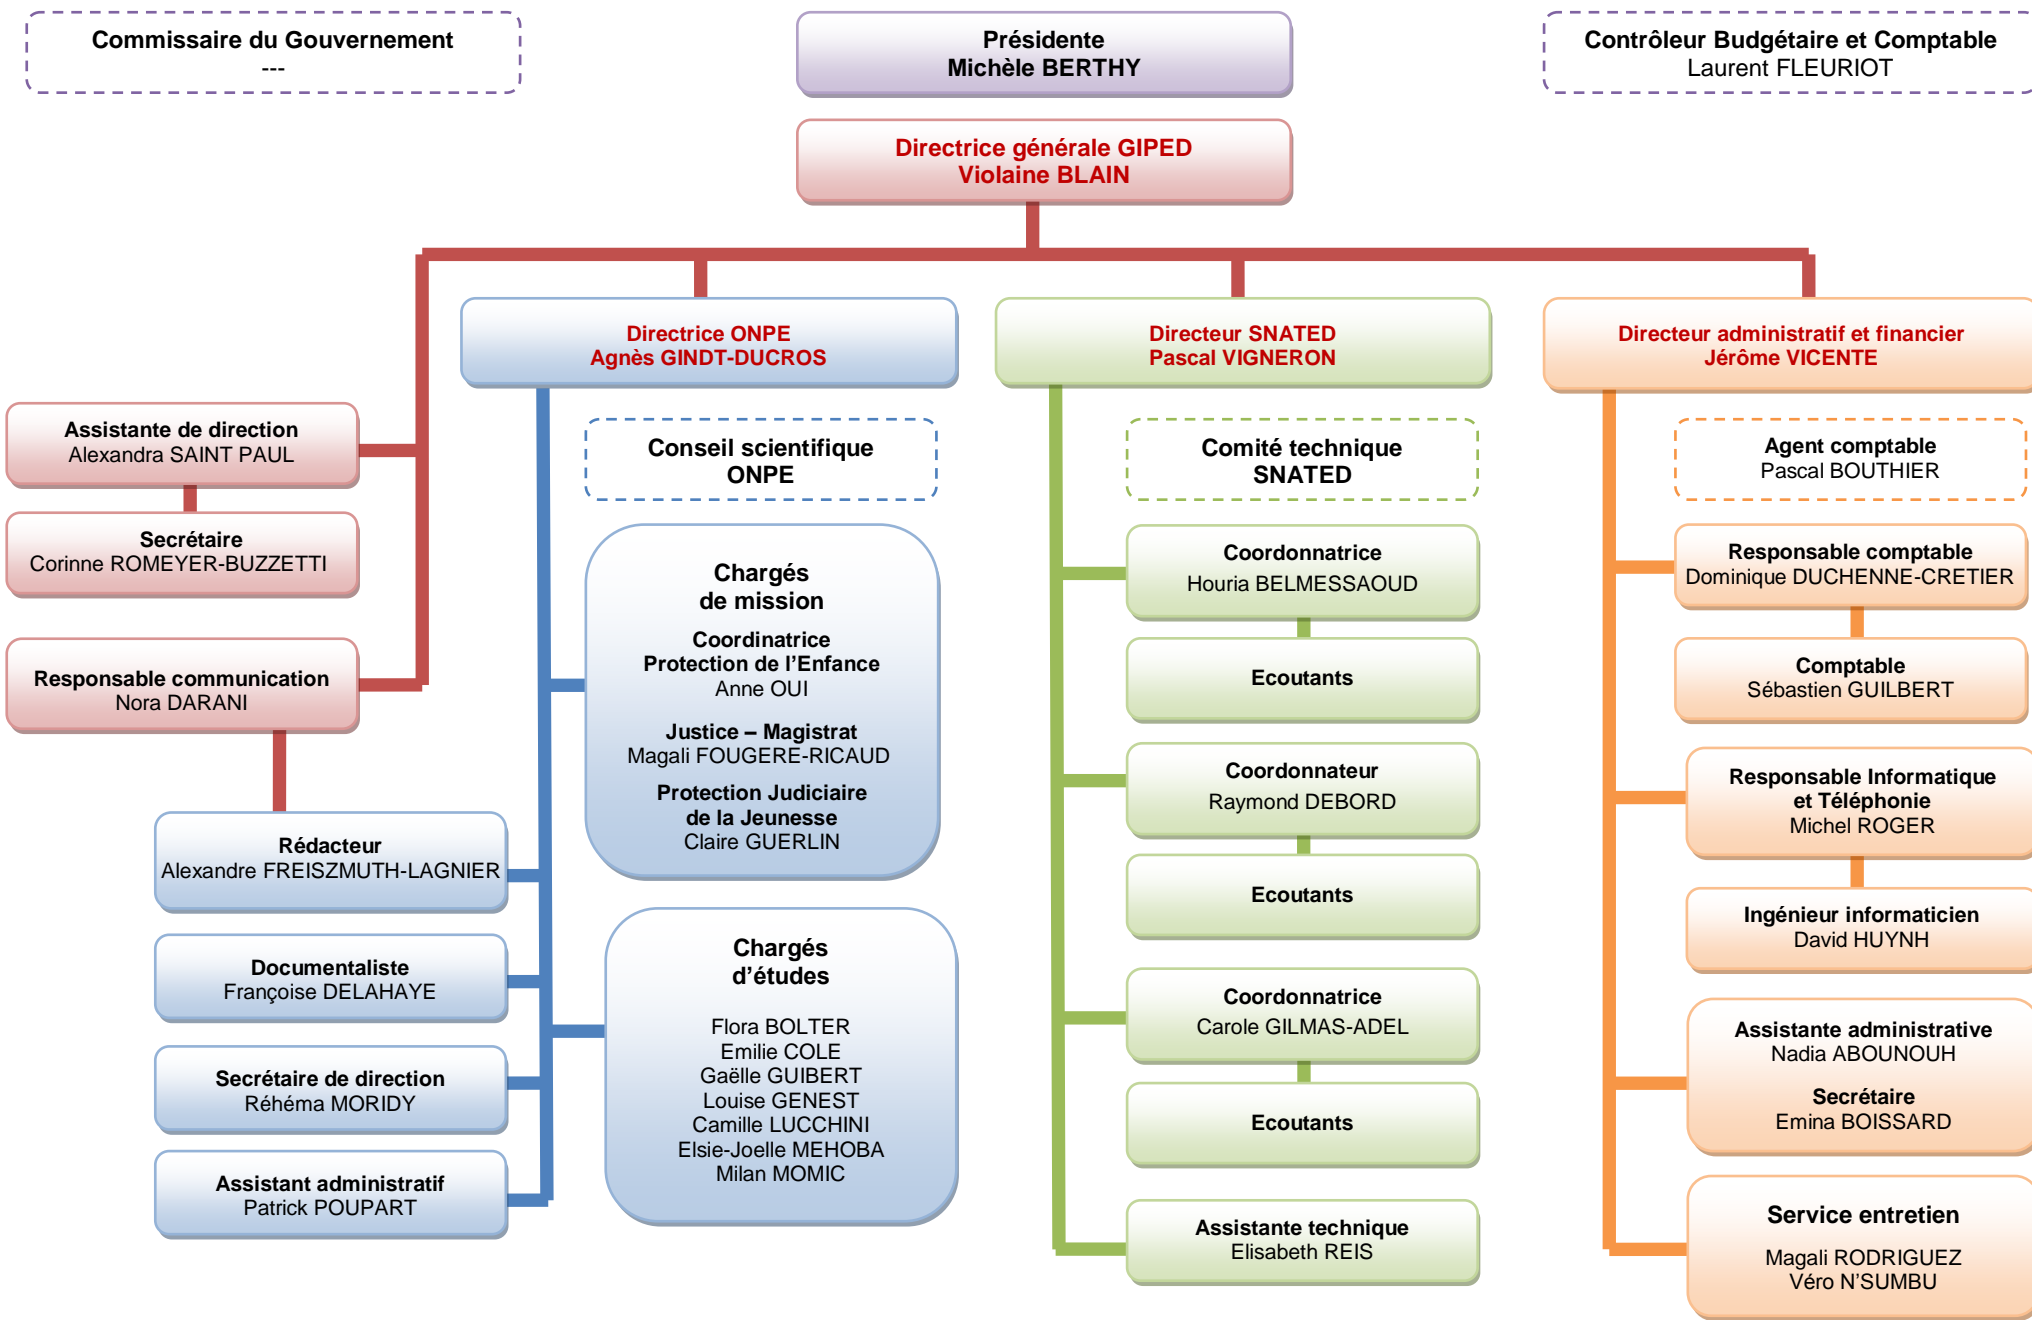 Commissaire du Gouvernement
---
Présidente
Michèle BERTHY
Contrôleur Budgétaire et Comptable
Laurent FLEURIOT
Directrice générale GIPED
Violaine BLAIN
Directrice ONPE
Agnès GINDT-DUCROS
Directeur SNATED
Pascal VIGNERON
Directeur administratif et financier
Jérôme VICENTE
Assistante de direction
Alexandra SAINT PAUL
Secrétaire
Corinne ROMEYER-BUZZETTI
Responsable communication
Nora DARANI
Rédacteur
Alexandre FREISZMUTH-LAGNIER
Documentaliste
Françoise DELAHAYE
Secrétaire de direction
Réhéma MORIDY
Assistant administratif
Patrick POUPART
Conseil scientifique
ONPE
Chargés
de mission
Coordinatrice
Protection de l’Enfance
Anne OUI
Justice – Magistrat
Magali FOUGERE-RICAUD
Protection Judiciaire
de la Jeunesse
Claire GUERLIN
Chargés
d’études
Flora BOLTER
Emilie COLE
Gaëlle GUIBERT
Louise GENEST
Camille LUCCHINI
Elsie-Joelle MEHOBA
Milan MOMIC
Comité technique
SNATED
Coordonnatrice
Houria BELMESSAOUD
Ecoutants
Coordonnateur
Raymond DEBORD
Ecoutants
Coordonnatrice
Carole GILMAS-ADEL
Ecoutants
Assistante technique
Elisabeth REIS
Agent comptable
Pascal BOUTHIER
Responsable comptable
Dominique DUCHENNE-CRETIER
Comptable
Sébastien GUILBERT
Responsable Informatique
et Téléphonie
Michel ROGER
Ingénieur informaticien
David HUYNH
Assistante administrative
Nadia ABOUNOUH
Secrétaire
Emina BOISSARD
Service entretien
Magali RODRIGUEZ
Véro N’SUMBU